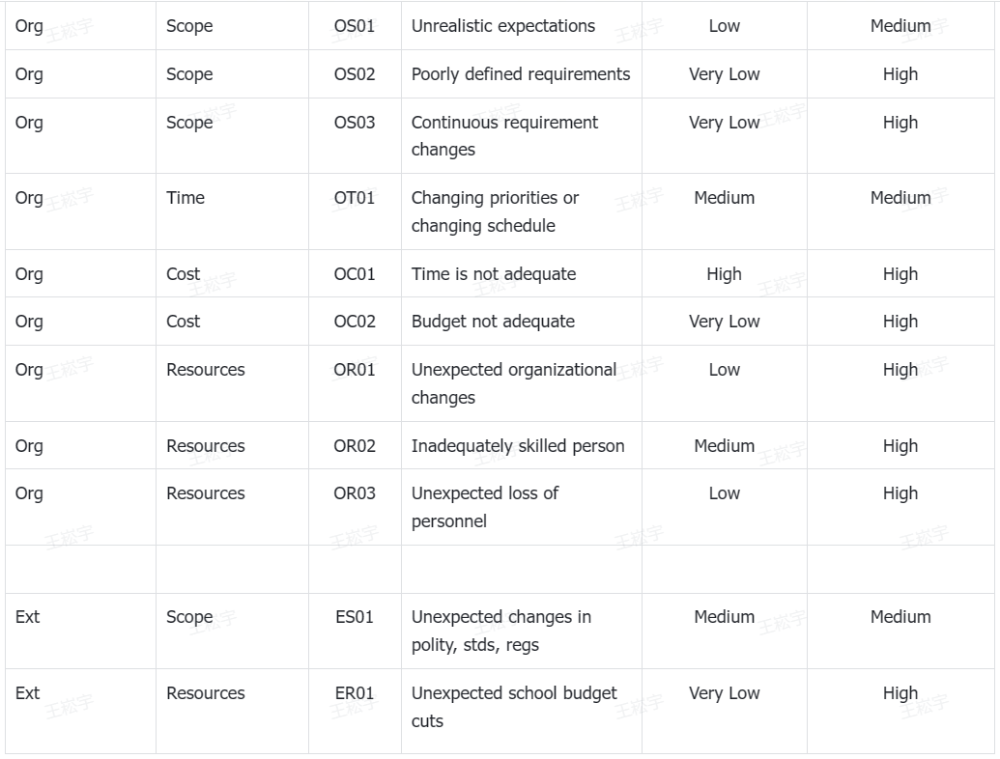 Org Scope OS01 Unrealistic expectations Low Medium
Org Scope OS02 Poorly defined requirements Very Low High
Org Scope OS03 Continuous requirement Very Low High
changes
Org Time OT01 Changing priorities or Medium Medium
changing schedule
Org Cost OC01 Time is not adequate High High
Org Cost OC02 Budget not adequate Very Low High
Org Resources OR01 Unexpected organizational Low High
changes
Org Resources OR02 Inadequately skilled person Medium High
Org Resources OR03 Unexpected loss of Low High
personnel
Ext Scope ES01 Unexpected changes in Medium Medium
polity, stds, regs
Ext Resources ER01 Unexpected school budget Very Low High
cuts
王崧宇